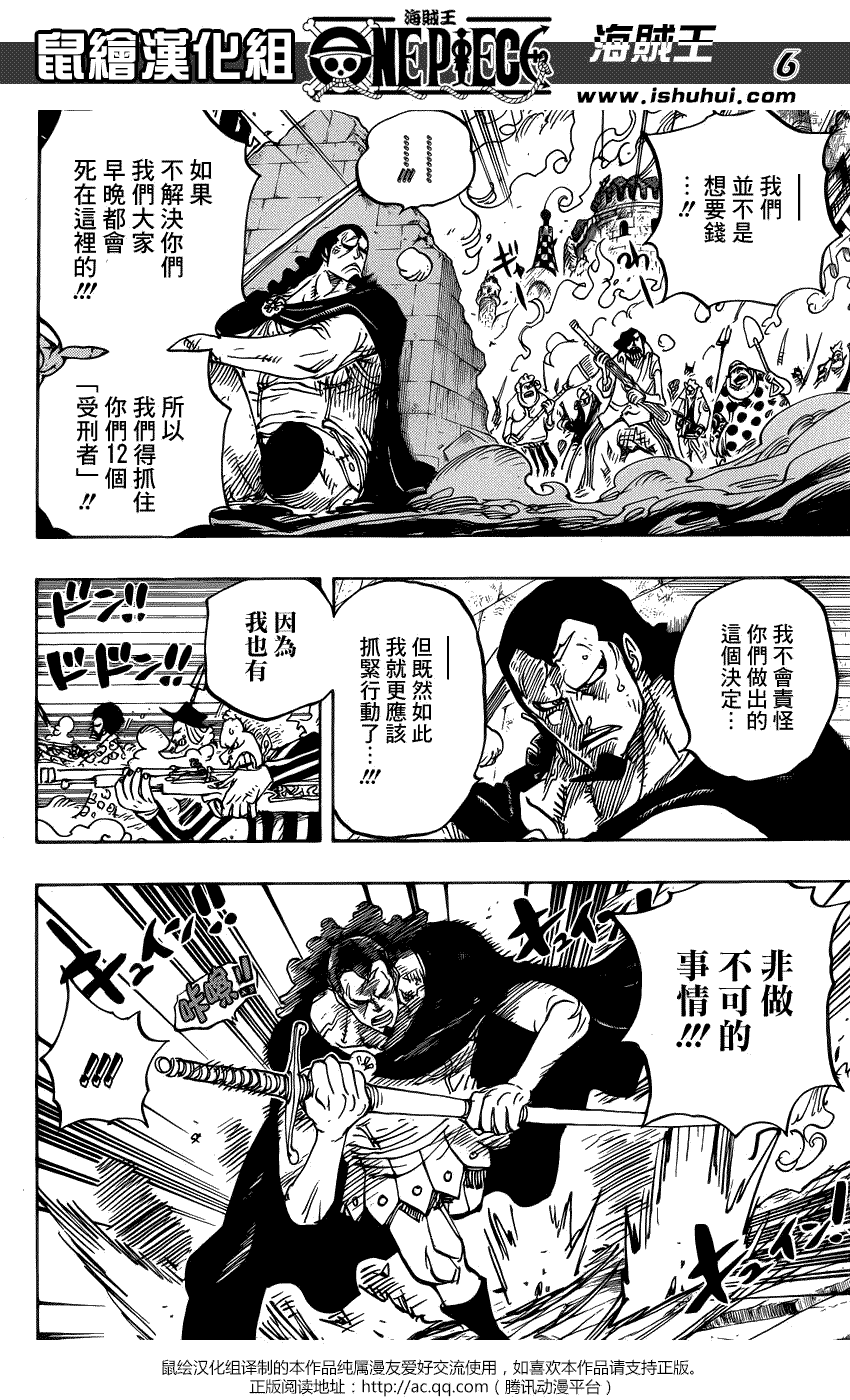 鼠繪漢化組
海賊王
ONE PIECE
海賊王
6
www.ishuhui.com
——
我們
並不是
想要錢
…!!
………
………!!!
如果
不解決你們
我們大家
早晚都會
死在這裡的!!!
所以
我們得抓住
你們12個
「受刑者」!!
我不會責怪
你們做出的
這個決定…
——
但既然如此
我就更應該
抓緊行動了…!!!
因為
我也有
ドン!!
ドドン!!
非做
不可的
事情!!!
キュイン!!
キュイン!!
キュイン!!
!!!
鼠绘汉化组译制的本作品纯属漫友爱好交流使用，如喜欢本作品请支持正版。
正版阅读地址：http://ac.qq.com（腾讯动漫平台）